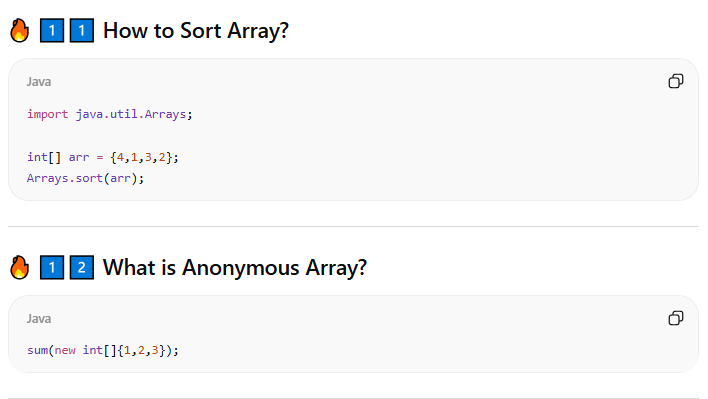 🔥 1️⃣ 1️⃣ How to Sort Array?
Java
import java.util.Arrays;
int[] arr = {4,1,3,2};
Arrays.sort(arr);
🔥 1️⃣ 2️⃣ What is Anonymous Array?
Java
sum(new int[]{1,2,3});